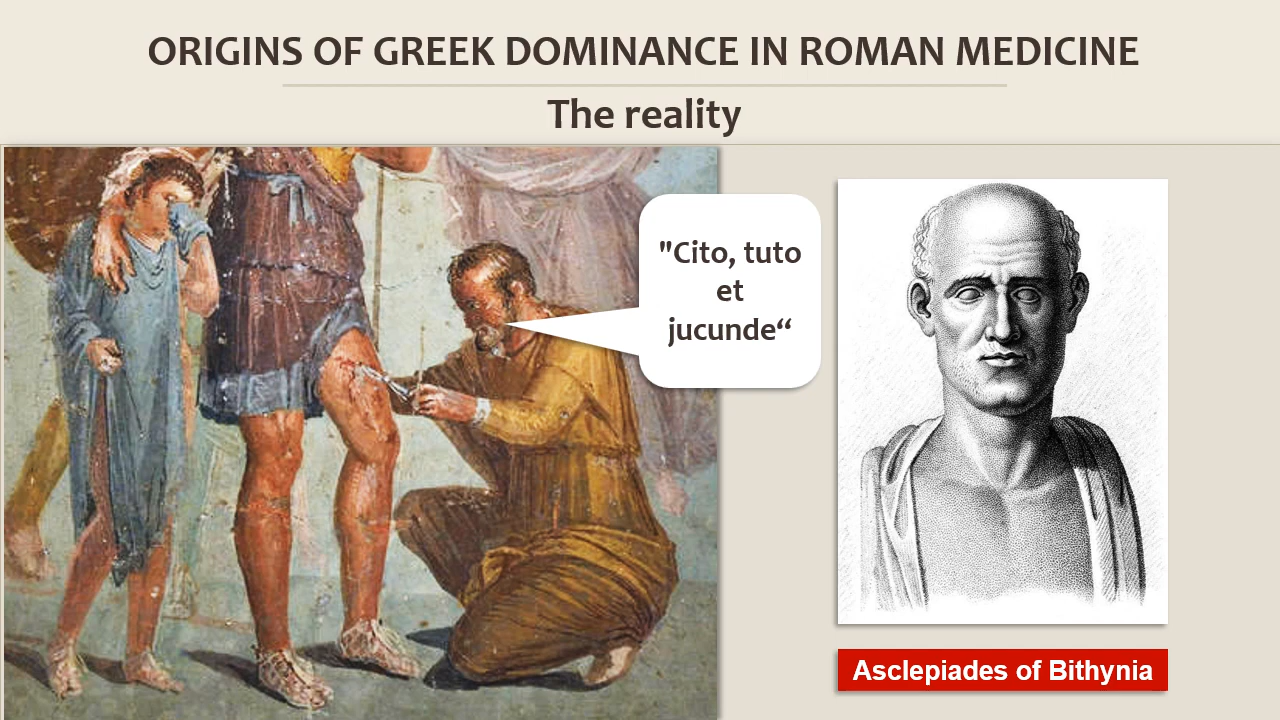 ORIGINS OF GREEK DOMINANCE IN ROMAN MEDICINE
The reality
"Cito, tuto
et
jucunde“
Asclepiades of Bithynia